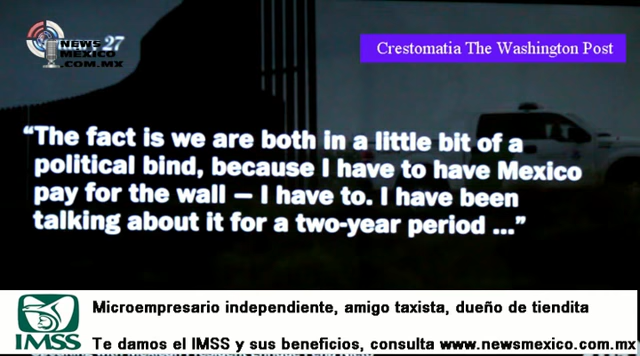 NEWS
MEXICO
.COM.MX
27
Crestomatia The Washington Post
“The fact is we are both in a little bit of a
political bind, because I have to have Mexico
pay for the wall – I have to. I have been
talking about it for a two-year period ...”
IMSS
Microempresario independiente, amigo taxista, dueño de tiendita
Te damos el IMSS y sus beneficios, consulta www.newsmexico.com.mx